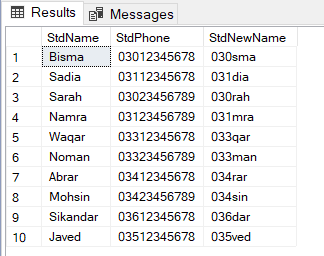 Results Messages
StdName StdPhone StdNewName
1 Bisma 03012345678 030sma
2 Sadia 03112345678 031dia
3 Sarah 03023456789 030rah
4 Namra 03123456789 031mra
5 Waqar 03312345678 033qar
6 Noman 03323456789 033man
7 Abrar 03412345678 034rar
8 Mohsin 03423456789 034sin
9 Sikandar 03612345678 036dar
10 Javed 03512345678 035ved